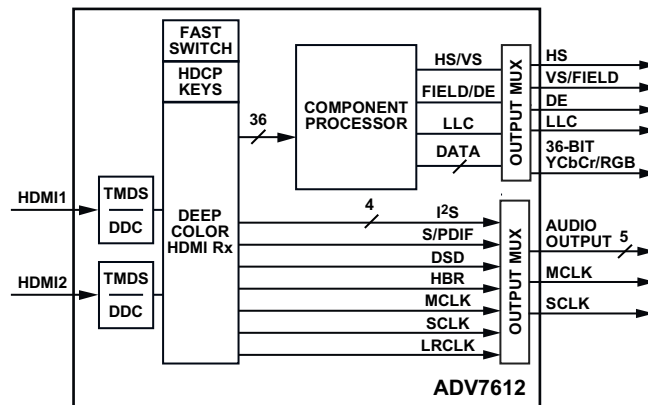 FAST
SWITCH
HDCP
KEYS
DEEP
COLOR
HDMI Rx
HDMI1
TMDS
DDC
HDMI2
TMDS
DDC
36
COMPONENT
PROCESSOR
HS/VS
FIELD/DE
LLC
DATA
OUTPUT MUX
HS
VS/FIELD
DE
LLC
36-BIT
YCbCr/RGB
4
I²S
S/PDIF
DSD
HBR
MCLK
SCLK
LRCLK
OUTPUT MUX
AUDIO
OUTPUT 5
MCLK
SCLK
ADV7612